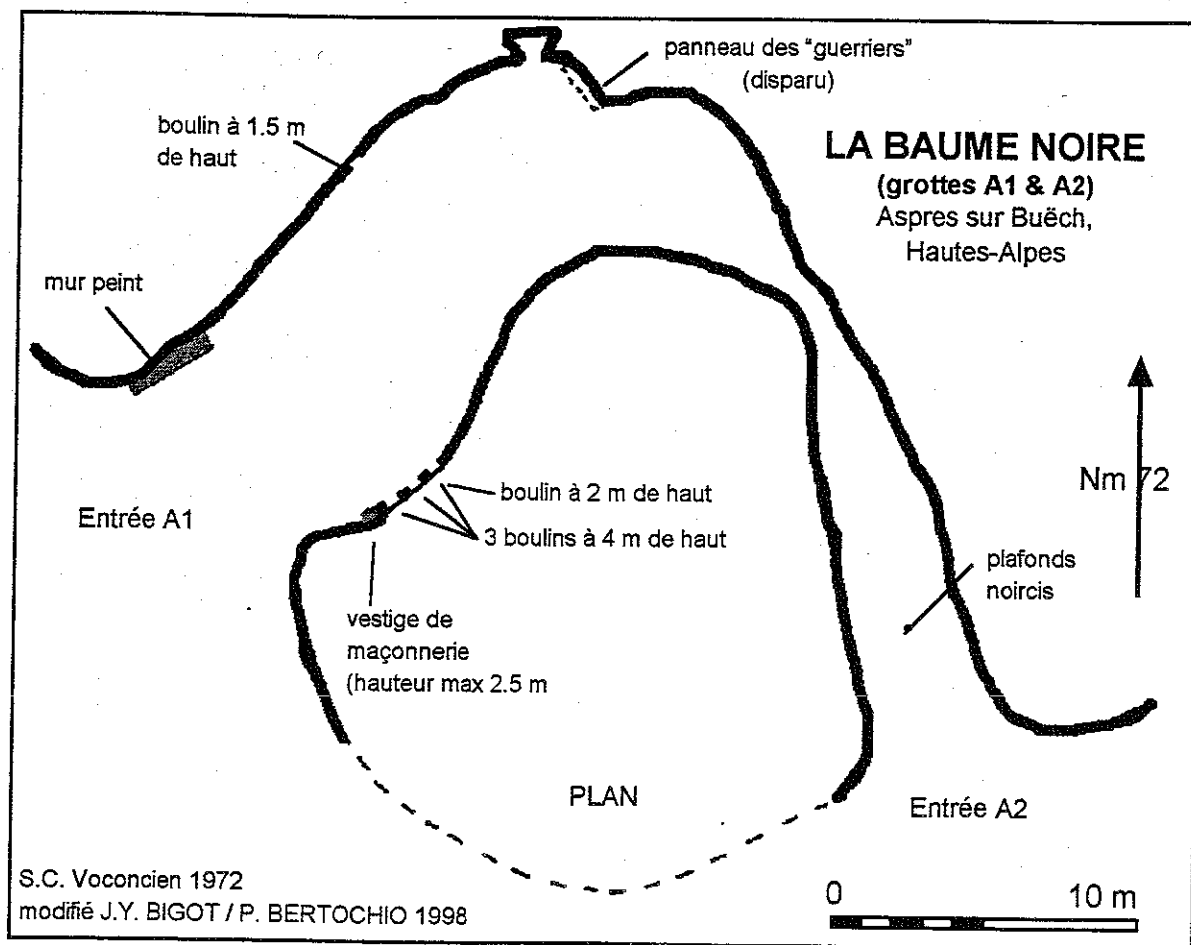 panneau des "guerriers"
(disparu)
boulin à 1.5 m
de haut
LA BAUME NOIRE
(grottes A1 & A2)
Aspres sur Buëch,
Hautes-Alpes
mur peint
Nm 72
boulin à 2 m de haut
Entrée A1
3 boulins à 4 m de haut
plafonds
noircis
vestige de
maçonnerie
(hauteur max 2.5 m
PLAN
Entrée A2
S.C. Voconcien 1972
modifié J.Y. BIGOT / P. BERTOCHIO 1998
0 10 m